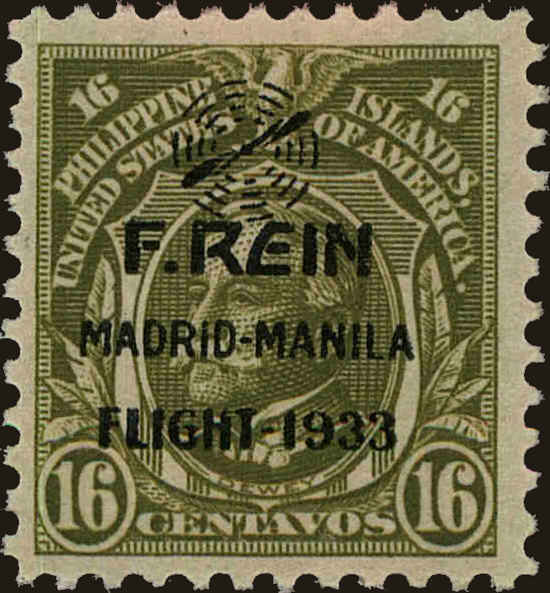 16 16
PHILIPPINE ISLANDS,
UNITED STATES OF AMERICA.
F.REIN
MADRID-MANILA
FLIGHT-1933
DEWEY
16 CENTAVOS 16